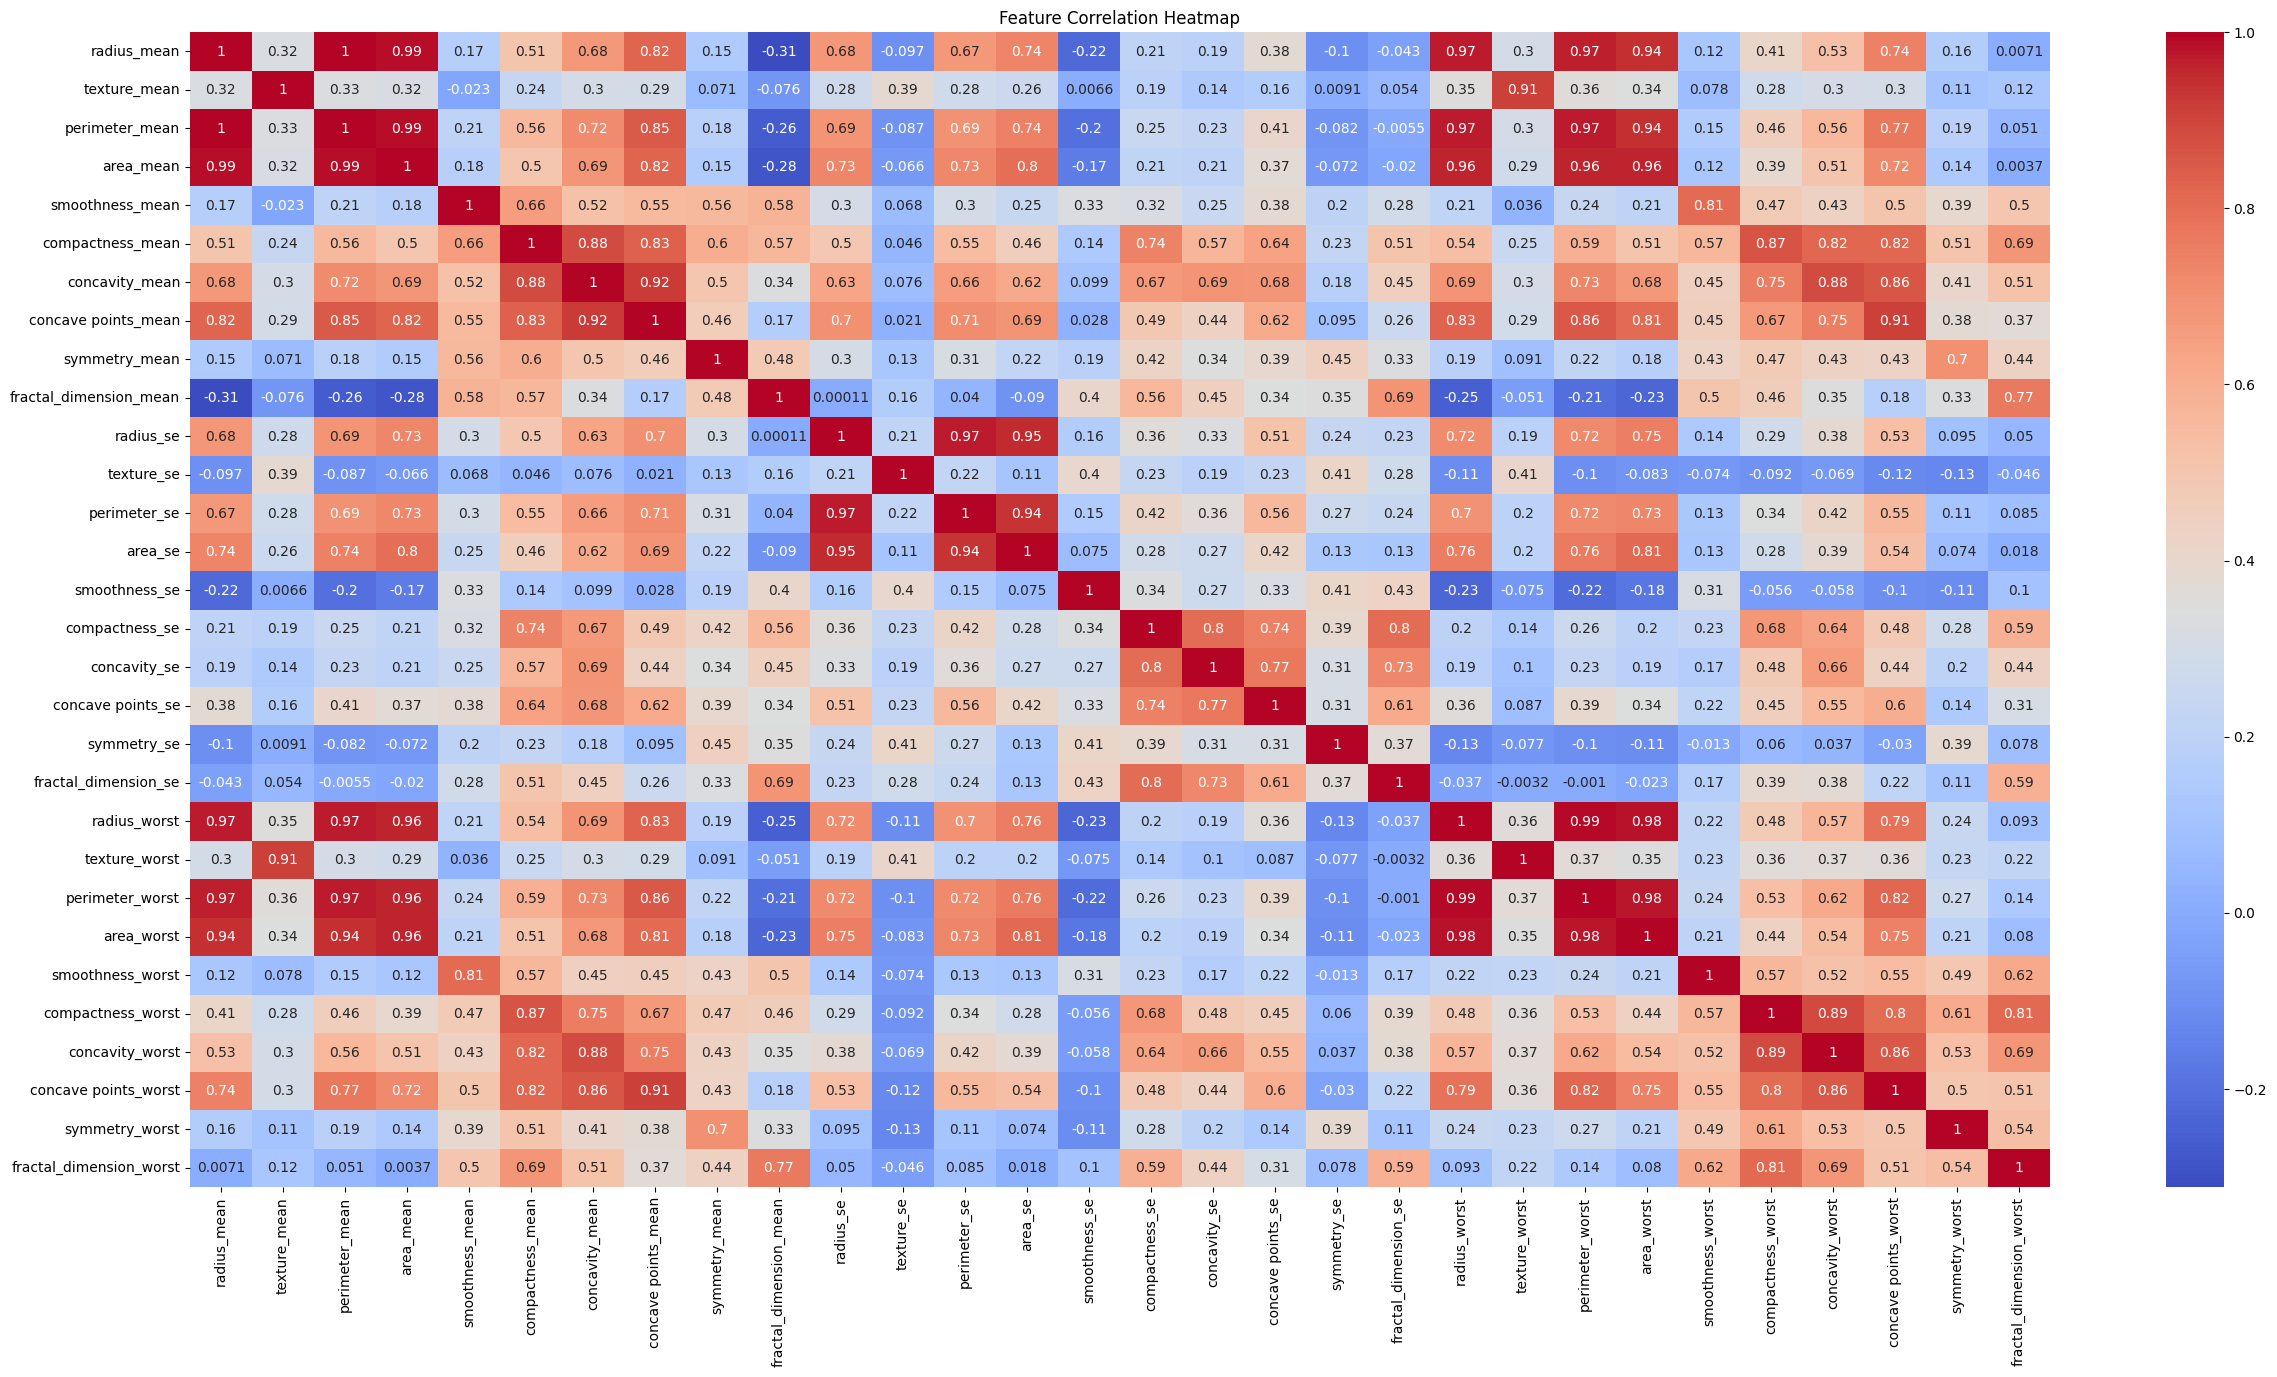 Feature Correlation Heatmap
radius_mean 1 0.32 1 0.99 0.17 0.51 0.68 0.82 0.15 -0.31 0.68 -0.097 0.67 0.74 -0.22 0.21 0.19 0.38 -0.1 -0.043 0.97 0.3 0.97 0.94 0.12 0.41 0.53 0.74 0.16 0.0071
texture_mean 0.32 1 0.33 0.32 -0.023 0.24 0.3 0.29 0.071 -0.076 0.28 0.39 0.28 0.26 0.0066 0.19 0.14 0.16 0.0091 0.054 0.35 0.91 0.36 0.34 0.078 0.28 0.3 0.3 0.11 0.12
perimeter_mean 1 0.33 1 0.99 0.21 0.56 0.72 0.85 0.18 -0.26 0.69 -0.087 0.69 0.74 -0.2 0.25 0.23 0.41 -0.082 -0.0055 0.97 0.3 0.97 0.94 0.15 0.46 0.56 0.77 0.19 0.051
area_mean 0.99 0.32 0.99 1 0.18 0.5 0.69 0.82 0.15 -0.28 0.73 -0.066 0.73 0.8 -0.17 0.21 0.21 0.37 -0.072 -0.02 0.96 0.29 0.96 0.96 0.12 0.39 0.51 0.72 0.14 0.0037
smoothness_mean 0.17 -0.023 0.21 0.18 1 0.66 0.52 0.55 0.56 0.58 0.3 0.068 0.3 0.25 0.33 0.32 0.25 0.38 0.2 0.28 0.21 0.036 0.24 0.21 0.81 0.47 0.43 0.5 0.39 0.5
compactness_mean 0.51 0.24 0.56 0.5 0.66 1 0.88 0.83 0.6 0.57 0.5 0.046 0.55 0.46 0.14 0.74 0.57 0.64 0.23 0.51 0.54 0.25 0.59 0.51 0.57 0.87 0.82 0.82 0.51 0.69
concavity_mean 0.68 0.3 0.72 0.69 0.52 0.88 1 0.92 0.5 0.34 0.63 0.076 0.66 0.62 0.099 0.67 0.69 0.68 0.18 0.45 0.69 0.3 0.73 0.68 0.45 0.75 0.88 0.86 0.41 0.51
concave points_mean 0.82 0.29 0.85 0.82 0.55 0.83 0.92 1 0.46 0.17 0.7 0.021 0.71 0.69 0.028 0.49 0.44 0.62 0.095 0.26 0.83 0.29 0.86 0.81 0.45 0.67 0.75 0.91 0.38 0.37
symmetry_mean 0.15 0.071 0.18 0.15 0.56 0.6 0.5 0.46 1 0.48 0.3 0.13 0.31 0.22 0.19 0.42 0.34 0.39 0.45 0.33 0.19 0.091 0.22 0.18 0.43 0.47 0.43 0.43 0.7 0.44
fractal_dimension_mean -0.31 -0.076 -0.26 -0.28 0.58 0.57 0.34 0.17 0.48 1 0.00011 0.16 0.04 -0.09 0.4 0.56 0.45 0.34 0.35 0.69 -0.25 -0.051 -0.21 -0.23 0.5 0.46 0.35 0.18 0.33 0.77
radius_se 0.68 0.28 0.69 0.73 0.3 0.5 0.63 0.7 0.3 0.00011 1 0.21 0.97 0.95 0.16 0.36 0.33 0.51 0.24 0.23 0.72 0.19 0.72 0.75 0.14 0.29 0.38 0.53 0.095 0.05
texture_se -0.097 0.39 -0.087 -0.066 0.068 0.046 0.076 0.021 0.13 0.16 0.21 1 0.22 0.11 0.4 0.23 0.19 0.23 0.41 0.28 -0.11 0.41 -0.1 -0.083 -0.074 -0.092 -0.069 -0.12 -0.13 -0.046
perimeter_se 0.67 0.28 0.69 0.73 0.3 0.55 0.66 0.71 0.31 0.04 0.97 0.22 1 0.94 0.15 0.42 0.36 0.56 0.27 0.24 0.7 0.2 0.72 0.73 0.13 0.34 0.42 0.55 0.11 0.085
area_se 0.74 0.26 0.74 0.8 0.25 0.46 0.62 0.69 0.22 -0.09 0.95 0.11 0.94 1 0.075 0.28 0.27 0.42 0.13 0.13 0.76 0.2 0.76 0.81 0.13 0.28 0.39 0.54 0.074 0.018
smoothness_se -0.22 0.0066 -0.2 -0.17 0.33 0.14 0.099 0.028 0.19 0.4 0.16 0.4 0.15 0.075 1 0.34 0.27 0.33 0.41 0.43 -0.23 -0.075 -0.22 -0.18 0.31 -0.056 -0.058 -0.1 -0.11 0.1
compactness_se 0.21 0.19 0.25 0.21 0.32 0.74 0.67 0.49 0.42 0.56 0.36 0.23 0.42 0.28 0.34 1 0.8 0.74 0.39 0.8 0.2 0.14 0.26 0.2 0.23 0.68 0.64 0.48 0.28 0.59
concavity_se 0.19 0.14 0.23 0.21 0.25 0.57 0.69 0.44 0.34 0.45 0.33 0.19 0.36 0.27 0.27 0.8 1 0.77 0.31 0.73 0.19 0.1 0.23 0.19 0.17 0.48 0.66 0.44 0.2 0.44
concave points_se 0.38 0.16 0.41 0.37 0.38 0.64 0.68 0.62 0.39 0.34 0.51 0.23 0.56 0.42 0.33 0.74 0.77 1 0.31 0.61 0.36 0.087 0.39 0.34 0.22 0.45 0.55 0.6 0.14 0.31
symmetry_se -0.1 0.0091 -0.082 -0.072 0.2 0.23 0.18 0.095 0.45 0.35 0.24 0.41 0.27 0.13 0.41 0.39 0.31 0.31 1 0.37 -0.13 -0.077 -0.1 -0.11 -0.013 0.06 0.037 -0.03 0.39 0.078
fractal_dimension_se -0.043 0.054 -0.0055 -0.02 0.28 0.51 0.45 0.26 0.33 0.69 0.23 0.28 0.24 0.13 0.43 0.8 0.73 0.61 0.37 1 -0.037 -0.0032 -0.001 -0.023 0.17 0.39 0.38 0.22 0.11 0.59
radius_worst 0.97 0.35 0.97 0.96 0.21 0.54 0.69 0.83 0.19 -0.25 0.72 -0.11 0.7 0.76 -0.23 0.2 0.19 0.36 -0.13 -0.037 1 0.36 0.99 0.98 0.22 0.48 0.57 0.79 0.24 0.093
texture_worst 0.3 0.91 0.3 0.29 0.036 0.25 0.3 0.29 0.091 -0.051 0.19 0.41 0.2 0.2 -0.075 0.14 0.1 0.087 -0.077 -0.0032 0.36 1 0.37 0.35 0.23 0.36 0.37 0.36 0.23 0.22
perimeter_worst 0.97 0.36 0.97 0.96 0.24 0.59 0.73 0.86 0.22 -0.21 0.72 -0.1 0.72 0.76 -0.22 0.26 0.23 0.39 -0.1 -0.001 0.99 0.37 1 0.98 0.24 0.53 0.62 0.82 0.27 0.14
area_worst 0.94 0.34 0.94 0.96 0.21 0.51 0.68 0.81 0.18 -0.23 0.75 -0.083 0.73 0.81 -0.18 0.2 0.19 0.34 -0.11 -0.023 0.98 0.35 0.98 1 0.21 0.44 0.54 0.75 0.21 0.08
smoothness_worst 0.12 0.078 0.15 0.12 0.81 0.57 0.45 0.45 0.43 0.5 0.14 -0.074 0.13 0.13 0.31 0.23 0.17 0.22 -0.013 0.17 0.22 0.23 0.24 0.21 1 0.57 0.52 0.55 0.49 0.62
compactness_worst 0.41 0.28 0.46 0.39 0.47 0.87 0.75 0.67 0.47 0.46 0.29 -0.092 0.34 0.28 -0.056 0.68 0.48 0.45 0.06 0.39 0.48 0.36 0.53 0.44 0.57 1 0.89 0.8 0.61 0.81
concavity_worst 0.53 0.3 0.56 0.51 0.43 0.82 0.88 0.75 0.43 0.35 0.38 -0.069 0.42 0.39 -0.058 0.64 0.66 0.55 0.037 0.38 0.57 0.37 0.62 0.54 0.52 0.89 1 0.86 0.53 0.69
concave points_worst 0.74 0.3 0.77 0.72 0.5 0.82 0.86 0.91 0.43 0.18 0.53 -0.12 0.55 0.54 -0.1 0.48 0.44 0.6 -0.03 0.22 0.79 0.36 0.82 0.75 0.55 0.8 0.86 1 0.5 0.51
symmetry_worst 0.16 0.11 0.19 0.14 0.39 0.51 0.41 0.38 0.7 0.33 0.095 -0.13 0.11 0.074 -0.11 0.28 0.2 0.14 0.39 0.11 0.24 0.23 0.27 0.21 0.49 0.61 0.53 0.5 1 0.54
fractal_dimension_worst 0.0071 0.12 0.051 0.0037 0.5 0.69 0.51 0.37 0.44 0.77 0.05 -0.046 0.085 0.018 0.1 0.59 0.44 0.31 0.078 0.59 0.093 0.22 0.14 0.08 0.62 0.81 0.69 0.51 0.54 1
radius_mean
texture_mean
perimeter_mean
area_mean
smoothness_mean
compactness_mean
concavity_mean
concave points_mean
symmetry_mean
fractal_dimension_mean
radius_se
texture_se
perimeter_se
area_se
smoothness_se
compactness_se
concavity_se
concave points_se
symmetry_se
fractal_dimension_se
radius_worst
texture_worst
perimeter_worst
area_worst
smoothness_worst
compactness_worst
concavity_worst
concave points_worst
symmetry_worst
fractal_dimension_worst
1.0
0.8
0.6
0.4
0.2
0.0
−0.2